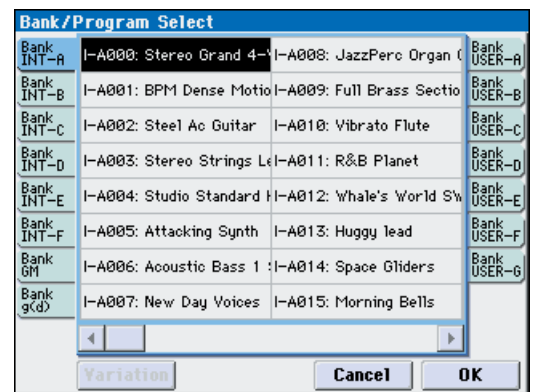 Bank/Program Select
Bank INT-A
Bank INT-B
Bank INT-C
Bank INT-D
Bank INT-E
Bank INT-F
Bank GM
Bank g(d)
I-A000: Stereo Grand 4-
I-A001: BPM Dense Motio
I-A002: Steel Ac Guitar
I-A003: Stereo Strings Le
I-A004: Studio Standard
I-A005: Attacking Synth
I-A006: Acoustic Bass 1
I-A007: New Day Voices
I-A008: JazzPerc Organ
I-A009: Full Brass Sectio
I-A010: Vibrato Flute
I-A011: R&B Planet
I-A012: Whale's World
I-A013: Huggy lead
I-A014: Space Gliders
I-A015: Morning Bells
Bank USER-A
Bank USER-B
Bank USER-C
Bank USER-D
Bank USER-E
Bank USER-F
Bank USER-G
Variation
Cancel
OK